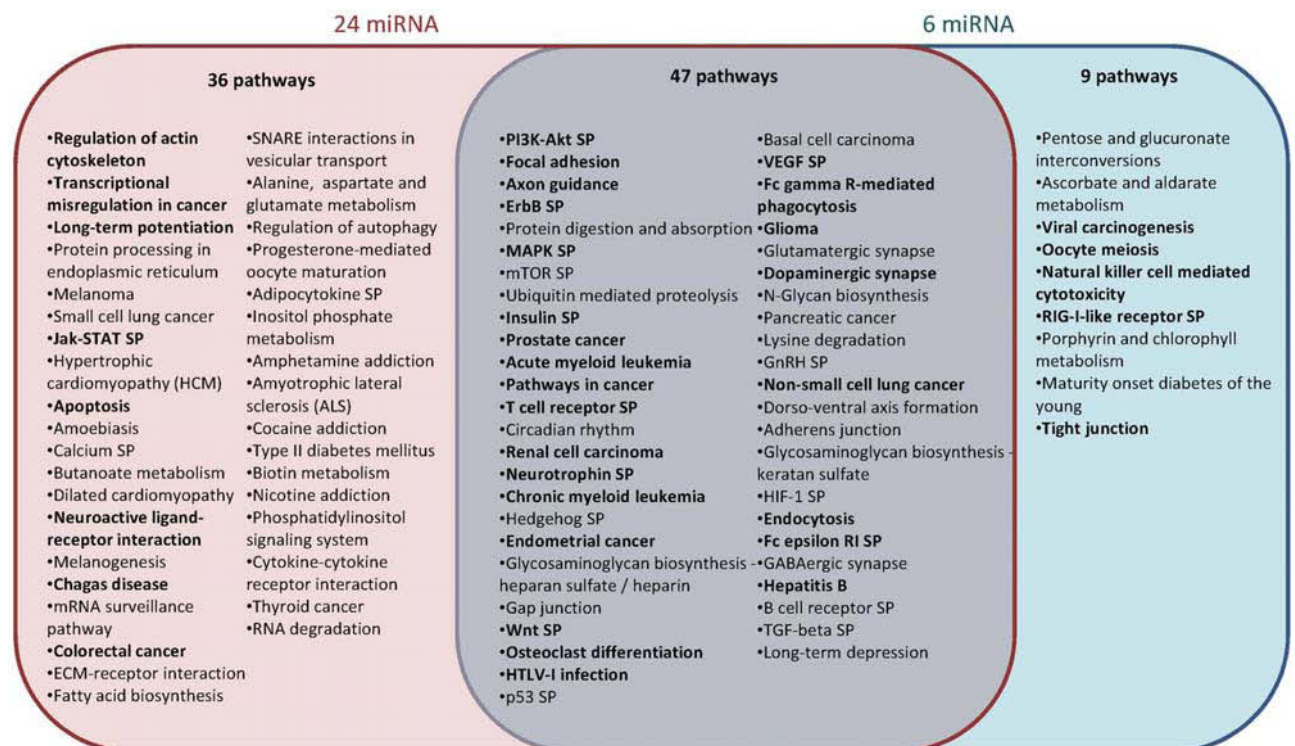 24 miRNA
6 miRNA
36 pathways
•Regulation of actin
cytoskeleton
•Transcriptional
misregulation in cancer
•Long-term potentiation
•Protein processing in
endoplasmic reticulum
•Melanoma
•Small cell lung cancer
•Jak-STAT SP
•Hypertrophic
cardiomyopathy (HCM)
•Apoptosis
•Amoebiasis
•Calcium SP
•Butanoate metabolism
•Dilated cardiomyopathy
•Neuroactive ligand-
receptor interaction
•Melanogenesis
•Chagas disease
•mRNA surveillance
pathway
•Colorectal cancer
•ECM-receptor interaction
•Fatty acid biosynthesis
•SNARE interactions in
vesicular transport
•Alanine, aspartate and
glutamate metabolism
•Regulation of autophagy
•Progesterone-mediated
oocyte maturation
•Adipocytokine SP
•Inositol phosphate
metabolism
•Amphetamine addiction
•Amyotrophic lateral
sclerosis (ALS)
•Cocaine addiction
•Type II diabetes mellitus
•Biotin metabolism
•Nicotine addiction
•Phosphatidylinositol
signaling system
•Cytokine-cytokine
receptor interaction
•Thyroid cancer
•RNA degradation
47 pathways
•PI3K-Akt SP
•Focal adhesion
•Axon guidance
•ErbB SP
•Protein digestion and absorption
•MAPK SP
•mTOR SP
•Ubiquitin mediated proteolysis
•Insulin SP
•Prostate cancer
•Acute myeloid leukemia
•Pathways in cancer
•T cell receptor SP
•Circadian rhythm
•Renal cell carcinoma
•Neurotrophin SP
•Chronic myeloid leukemia
•Hedgehog SP
•Endometrial cancer
•Glycosaminoglycan biosynthesis -
heparan sulfate / heparin
•Gap junction
•Wnt SP
•Osteoclast differentiation
•HTLV-I infection
•p53 SP
•Basal cell carcinoma
•VEGF SP
•Fc gamma R-mediated
phagocytosis
•Glioma
•Glutamatergic synapse
•Dopaminergic synapse
•N-Glycan biosynthesis
•Pancreatic cancer
•Lysine degradation
•GnRH SP
•Non-small cell lung cancer
•Dorso-ventral axis formation
•Adherens junction
•Glycosaminoglycan biosynthesis -
keratan sulfate
•HIF-1 SP
•Endocytosis
•Fc epsilon RI SP
•GABAergic synapse
•Hepatitis B
•B cell receptor SP
•TGF-beta SP
•Long-term depression
9 pathways
•Pentose and glucuronate
interconversions
•Ascorbate and aldarate
metabolism
•Viral carcinogenesis
•Oocyte meiosis
•Natural killer cell mediated
cytotoxicity
•RIG-I-like receptor SP
•Porphyrin and chlorophyll
metabolism
•Maturity onset diabetes of the
young
•Tight junction